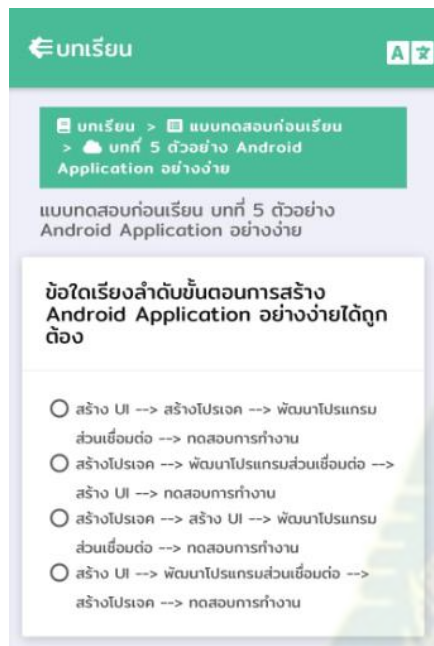 บทเรียน
A 文
บทเรียน > แบบทดสอบก่อนเรียน
> บทที่ 5 ตัวอย่าง Android
Application อย่างง่าย
แบบทดสอบก่อนเรียน บทที่ 5 ตัวอย่าง
Android Application อย่างง่าย
ข้อใดเรียงลำดับขั้นตอนการสร้าง
Android Application อย่างง่ายได้ถูก
ต้อง
สร้าง UI --> สร้างโปรเจค --> พัฒนาโปรแกรม
ส่วนเชื่อมต่อ --> ทดสอบการทำงาน
สร้างโปรเจค --> พัฒนาโปรแกรมส่วนเชื่อมต่อ -->
สร้าง UI --> ทดสอบการทำงาน
สร้างโปรเจค --> สร้าง UI --> พัฒนาโปรแกรม
ส่วนเชื่อมต่อ --> ทดสอบการทำงาน
สร้าง UI --> พัฒนาโปรแกรมส่วนเชื่อมต่อ -->
สร้างโปรเจค --> ทดสอบการทำงาน